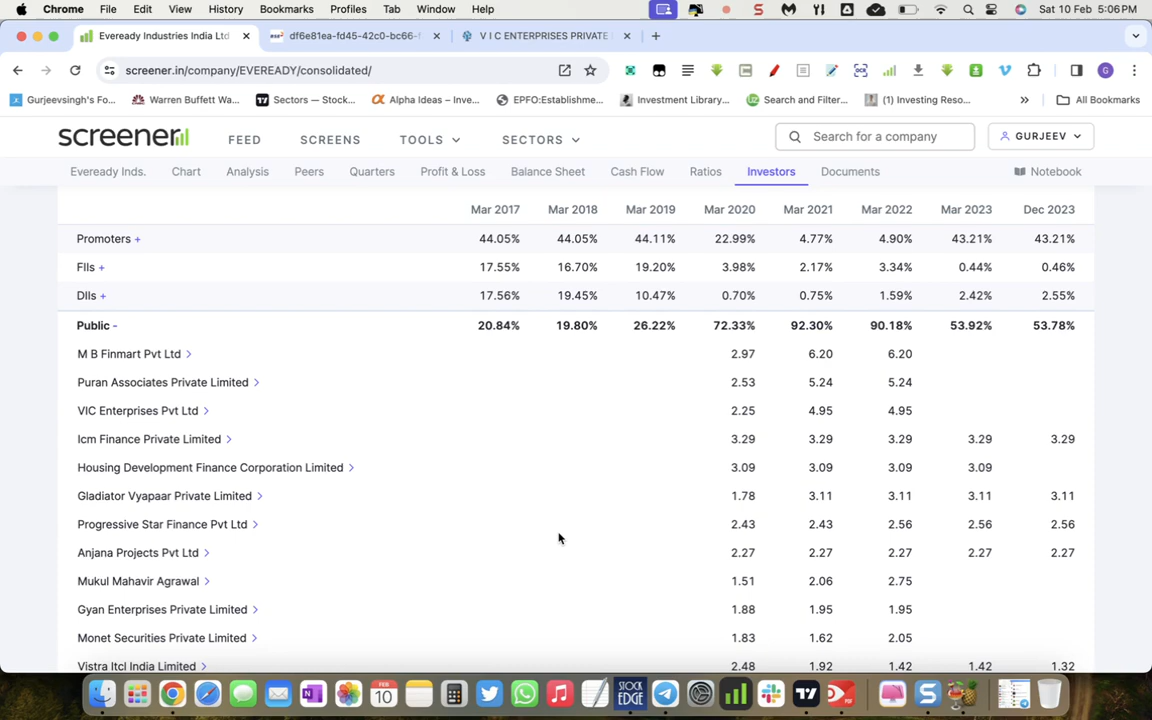 Chrome File Edit View History Bookmarks Profiles Tab Window Help Sat 10 Feb 5:06 PM
Eveready Industries India Ltd df6e81ea-fd45-42c0-bc66- V I C ENTERPRISES PRIVATE
screener.in/company/EVEREADY/consolidated/
Gurjeevsingh's Fo... Warren Buffett Wa... Sectors — Stock... Alpha Ideas – Inve... EPFO:Establishme... Investment Library... Search and Filter... (1) Investing Reso... » All Bookmarks
screener FEED SCREENS TOOLS SECTORS Search for a company GURJEEV
Eveready Inds. Chart Analysis Peers Quarters Profit & Loss Balance Sheet Cash Flow Ratios Investors Documents Notebook
Mar 2017 Mar 2018 Mar 2019 Mar 2020 Mar 2021 Mar 2022 Mar 2023 Dec 2023
Promoters + 44.05% 44.05% 44.11% 22.99% 4.77% 4.90% 43.21% 43.21%
FIIs + 17.55% 16.70% 19.20% 3.98% 2.17% 3.34% 0.44% 0.46%
DIIs + 17.56% 19.45% 10.47% 0.70% 0.75% 1.59% 2.42% 2.55%
Public - 20.84% 19.80% 26.22% 72.33% 92.30% 90.18% 53.92% 53.78%
M B Finmart Pvt Ltd 2.97 6.20 6.20
Puran Associates Private Limited 2.53 5.24 5.24
VIC Enterprises Pvt Ltd 2.25 4.95 4.95
Icm Finance Private Limited 3.29 3.29 3.29 3.29 3.29
Housing Development Finance Corporation Limited 3.09 3.09 3.09 3.09
Gladiator Vyapaar Private Limited 1.78 3.11 3.11 3.11 3.11
Progressive Star Finance Pvt Ltd 2.43 2.43 2.56 2.56 2.56
Anjana Projects Pvt Ltd 2.27 2.27 2.27 2.27 2.27
Mukul Mahavir Agrawal 1.51 2.06 2.75
Gyan Enterprises Private Limited 1.88 1.95 1.95
Monet Securities Private Limited 1.83 1.62 2.05
Vistra Itcl India Limited 2.48 1.92 1.42 1.42 1.32
FEB
10
STOCK
EDGE